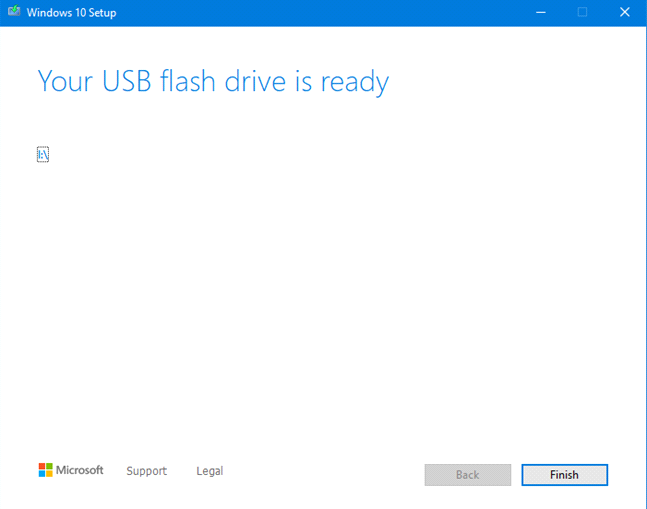 Windows 10 Setup
Your USB flash drive is ready
I:\
Microsoft Support Legal
Back Finish